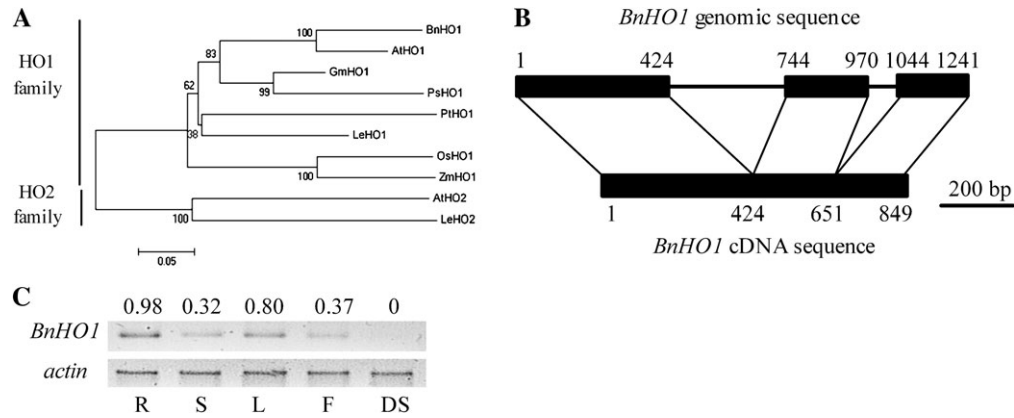 A
HO1
family
HO2
family
BnHO1
AtHO1
GmHO1
PsHO1
PtHO1
LeHO1
OsHO1
ZmHO1
AtHO2
LeHO2
100
83
99
62
38
100
100
0.05
B
BnHO1 genomic sequence
1 424 744 970 1044 1241
1 424 651 849
200 bp
BnHO1 cDNA sequence
C
0.98 0.32 0.80 0.37 0
BnHO1
actin
R S L F DS